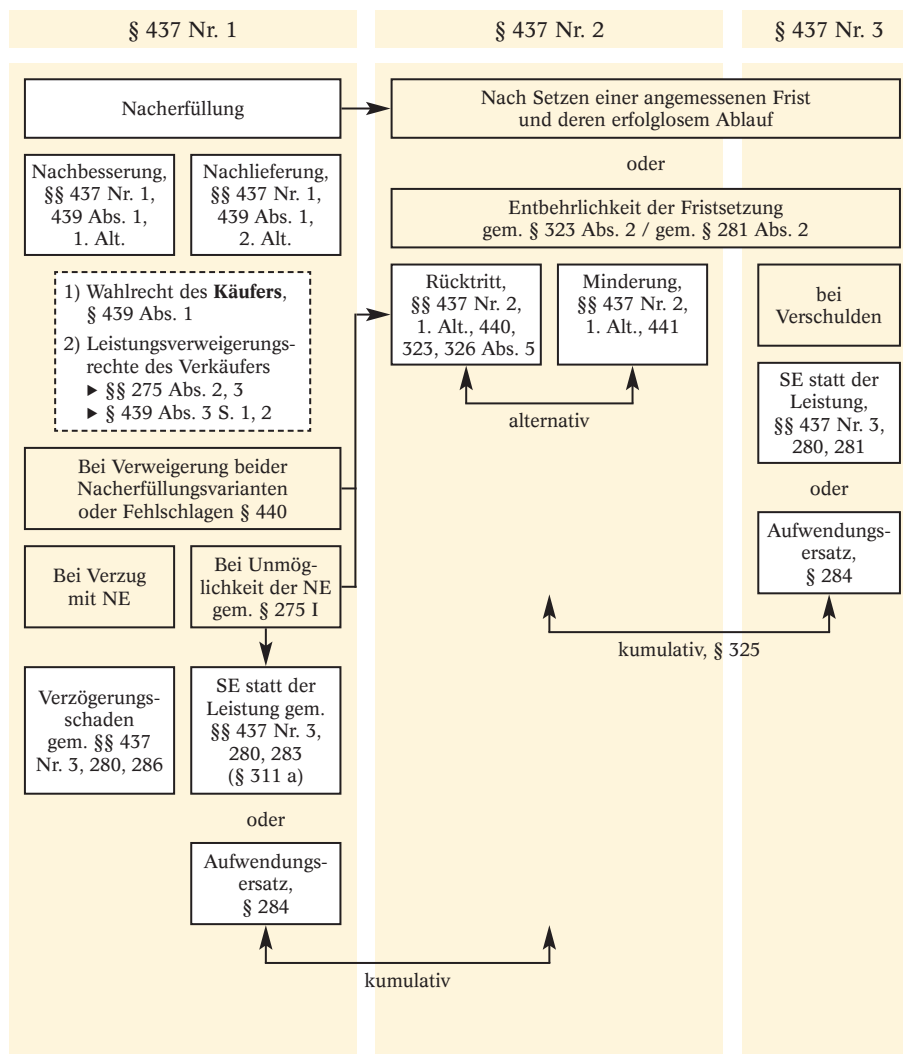 § 437 Nr. 1
§ 437 Nr. 2
§ 437 Nr. 3
Nacherfüllung
Nach Setzen einer angemessenen Frist
und deren erfolglosem Ablauf
oder
Nachbesserung,
§§ 437 Nr. 1,
439 Abs. 1,
1. Alt.
Nachlieferung,
§§ 437 Nr. 1,
439 Abs. 1,
2. Alt.
Entbehrlichkeit der Fristsetzung
gem. § 323 Abs. 2 / gem. § 281 Abs. 2
1) Wahlrecht des Käufers,
§ 439 Abs. 1
2) Leistungsverweigerungs-
rechte des Verkäufers
▶ §§ 275 Abs. 2, 3
▶ § 439 Abs. 3 S. 1, 2
Rücktritt,
§§ 437 Nr. 2,
1. Alt., 440,
323, 326 Abs. 5
Minderung,
§§ 437 Nr. 2,
1. Alt., 441
alternativ
bei
Verschulden
SE statt der
Leistung,
§§ 437 Nr. 3,
280, 281
oder
Aufwendungs-
ersatz,
§ 284
kumulativ, § 325
Bei Verweigerung beider
Nacherfüllungsvarianten
oder Fehlschlagen § 440
Bei Verzug
mit NE
Bei Unmög-
lichkeit der NE
gem. § 275 I
Verzögerungs-
schaden
gem. §§ 437
Nr. 3, 280, 286
SE statt der
Leistung gem.
§§ 437 Nr. 3,
280, 283
(§ 311 a)
oder
Aufwendungs-
ersatz,
§ 284
kumulativ